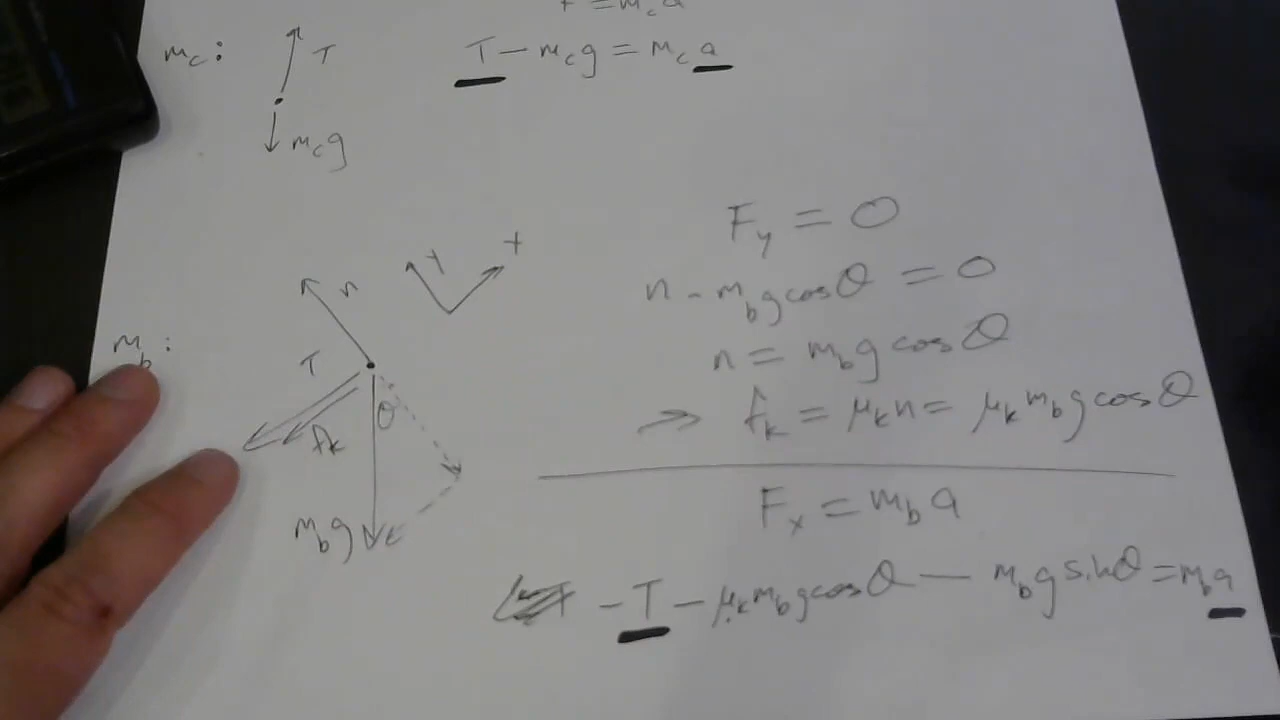 F = m_c a
m_c:
T
T - m_c g = m_c a
m_c g
F_y = 0
n - m_b g cos θ = 0
n = m_b g cos θ
→ f_k = μ_k n = μ_k m_b g cos θ
y
+
n
m_b:
T
θ
f_k
m_b g
F_x = m_b a
- T - μ_k m_b g cos θ - m_b g sin θ = m_b a